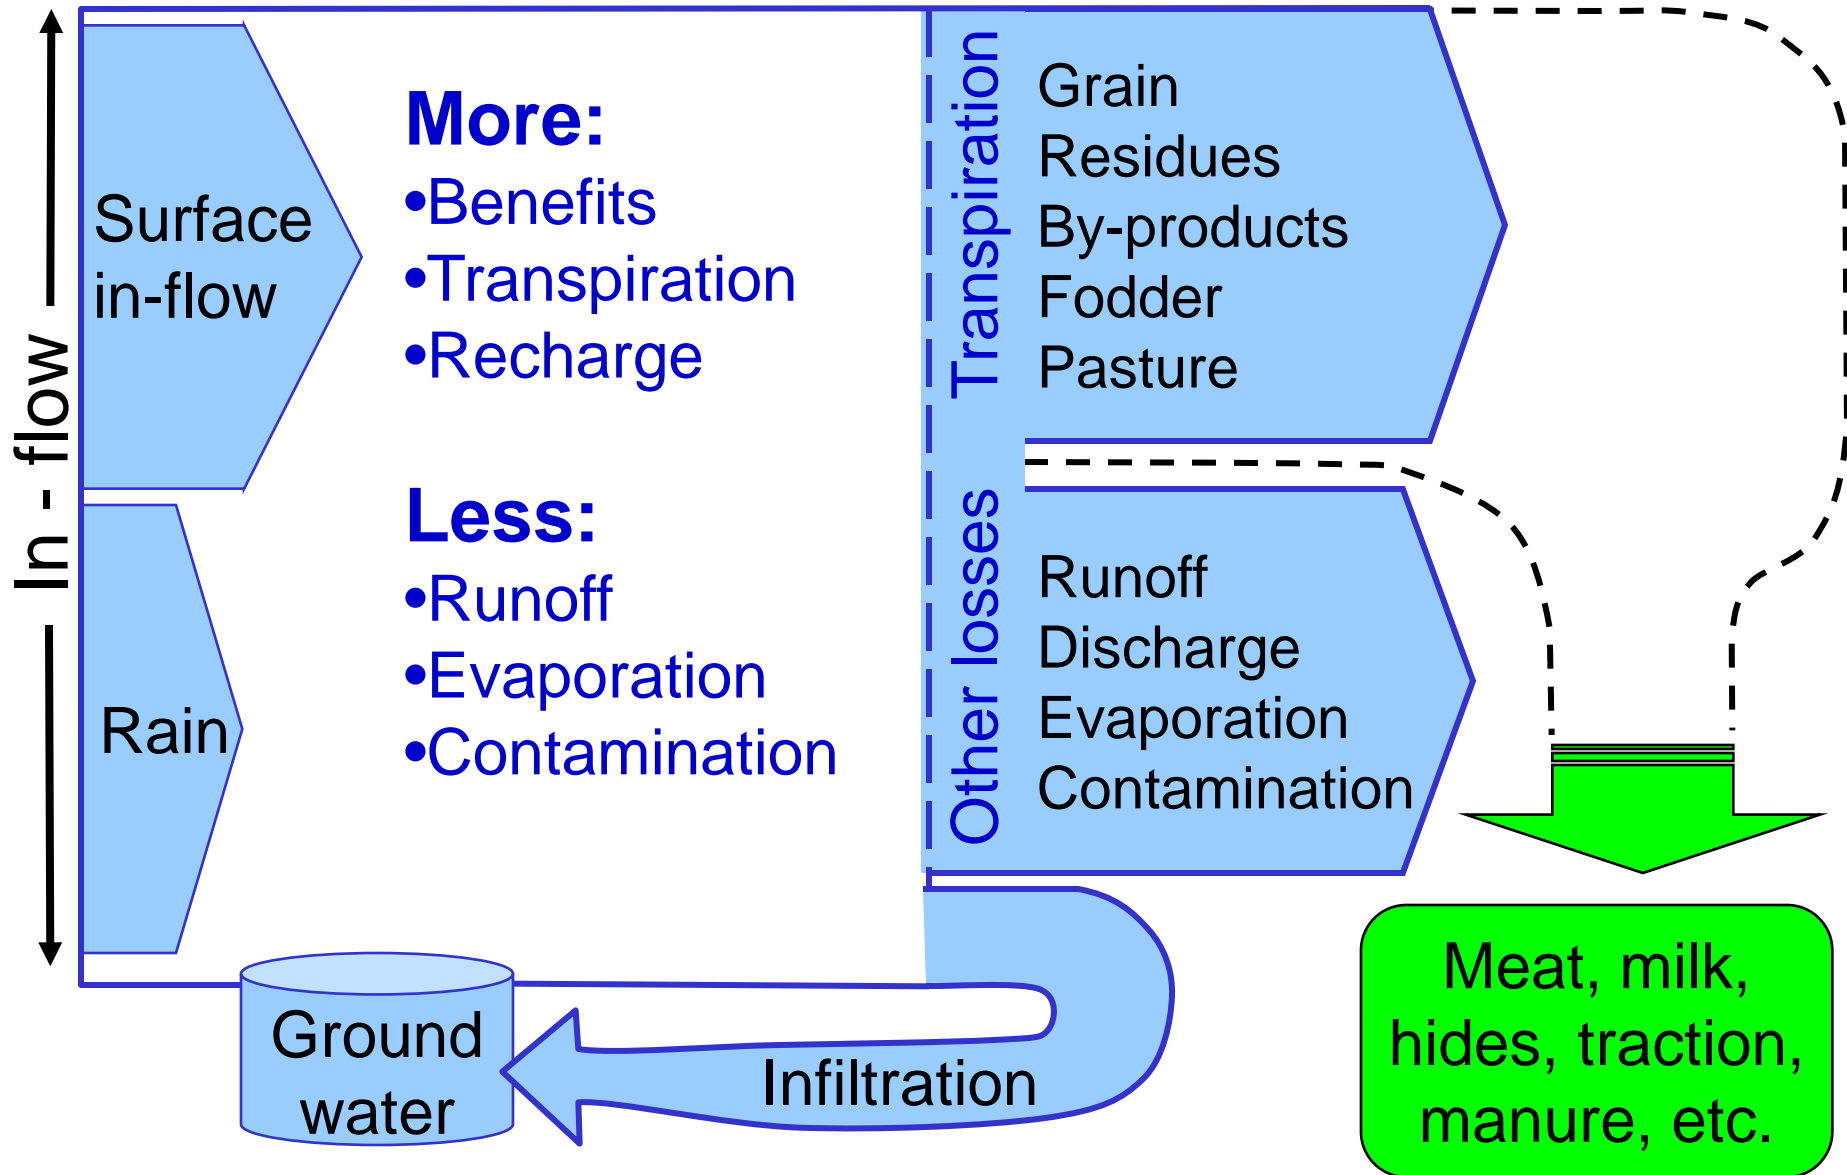 In - flow
Surface
in-flow
Rain
More:
•Benefits
•Transpiration
•Recharge
Less:
•Runoff
•Evaporation
•Contamination
Transpiration
Other losses
Grain
Residues
By-products
Fodder
Pasture
Runoff
Discharge
Evaporation
Contamination
Ground
water
Infiltration
Meat, milk,
hides, traction,
manure, etc.